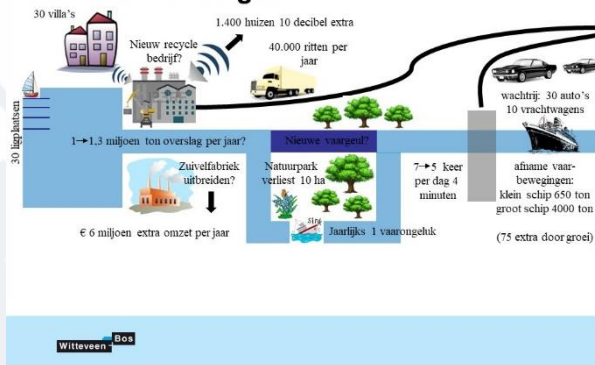 30 villa's
1.400 huizen 10 decibel extra
Nieuw recycle
bedrijf?
40.000 ritten per
jaar
30 ligplaatsen
wachtrij: 30 auto's
10 vrachtwagens
1→1,3 miljoen ton overslag per jaar?
Nieuwe vaargeul?
Zuivelfabriek
uitbreiden?
Natuurpark
verliest 10 ha
7→5 keer
per dag 4
minuten
afname vaar-
bewegingen:
klein schip 650 ton
groot schip 4000 ton
€ 6 miljoen extra omzet per jaar
Jaarlijks 1 vaarongeluk
(75 extra door groei)
Witteveen Bos